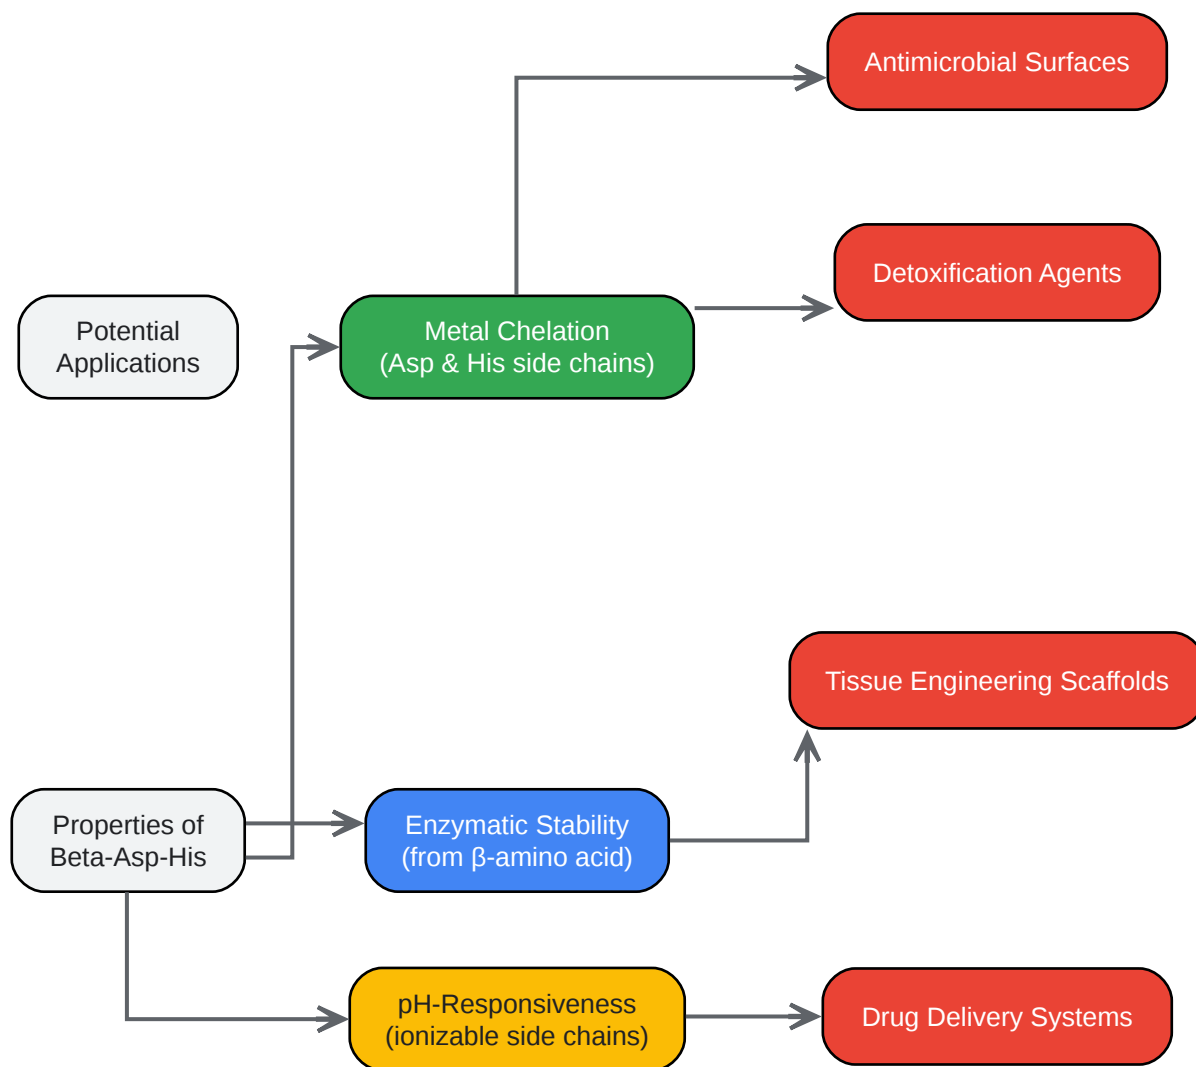 Antimicrobial Surfaces
Detoxification Agents
Potential
Applications
Metal Chelation
(Asp & His side chains)
Tissue Engineering Scaffolds
Properties of
Beta-Asp-His
Enzymatic Stability
(from β-amino acid)
pH-Responsiveness
(ionizable side chains)
Drug Delivery Systems